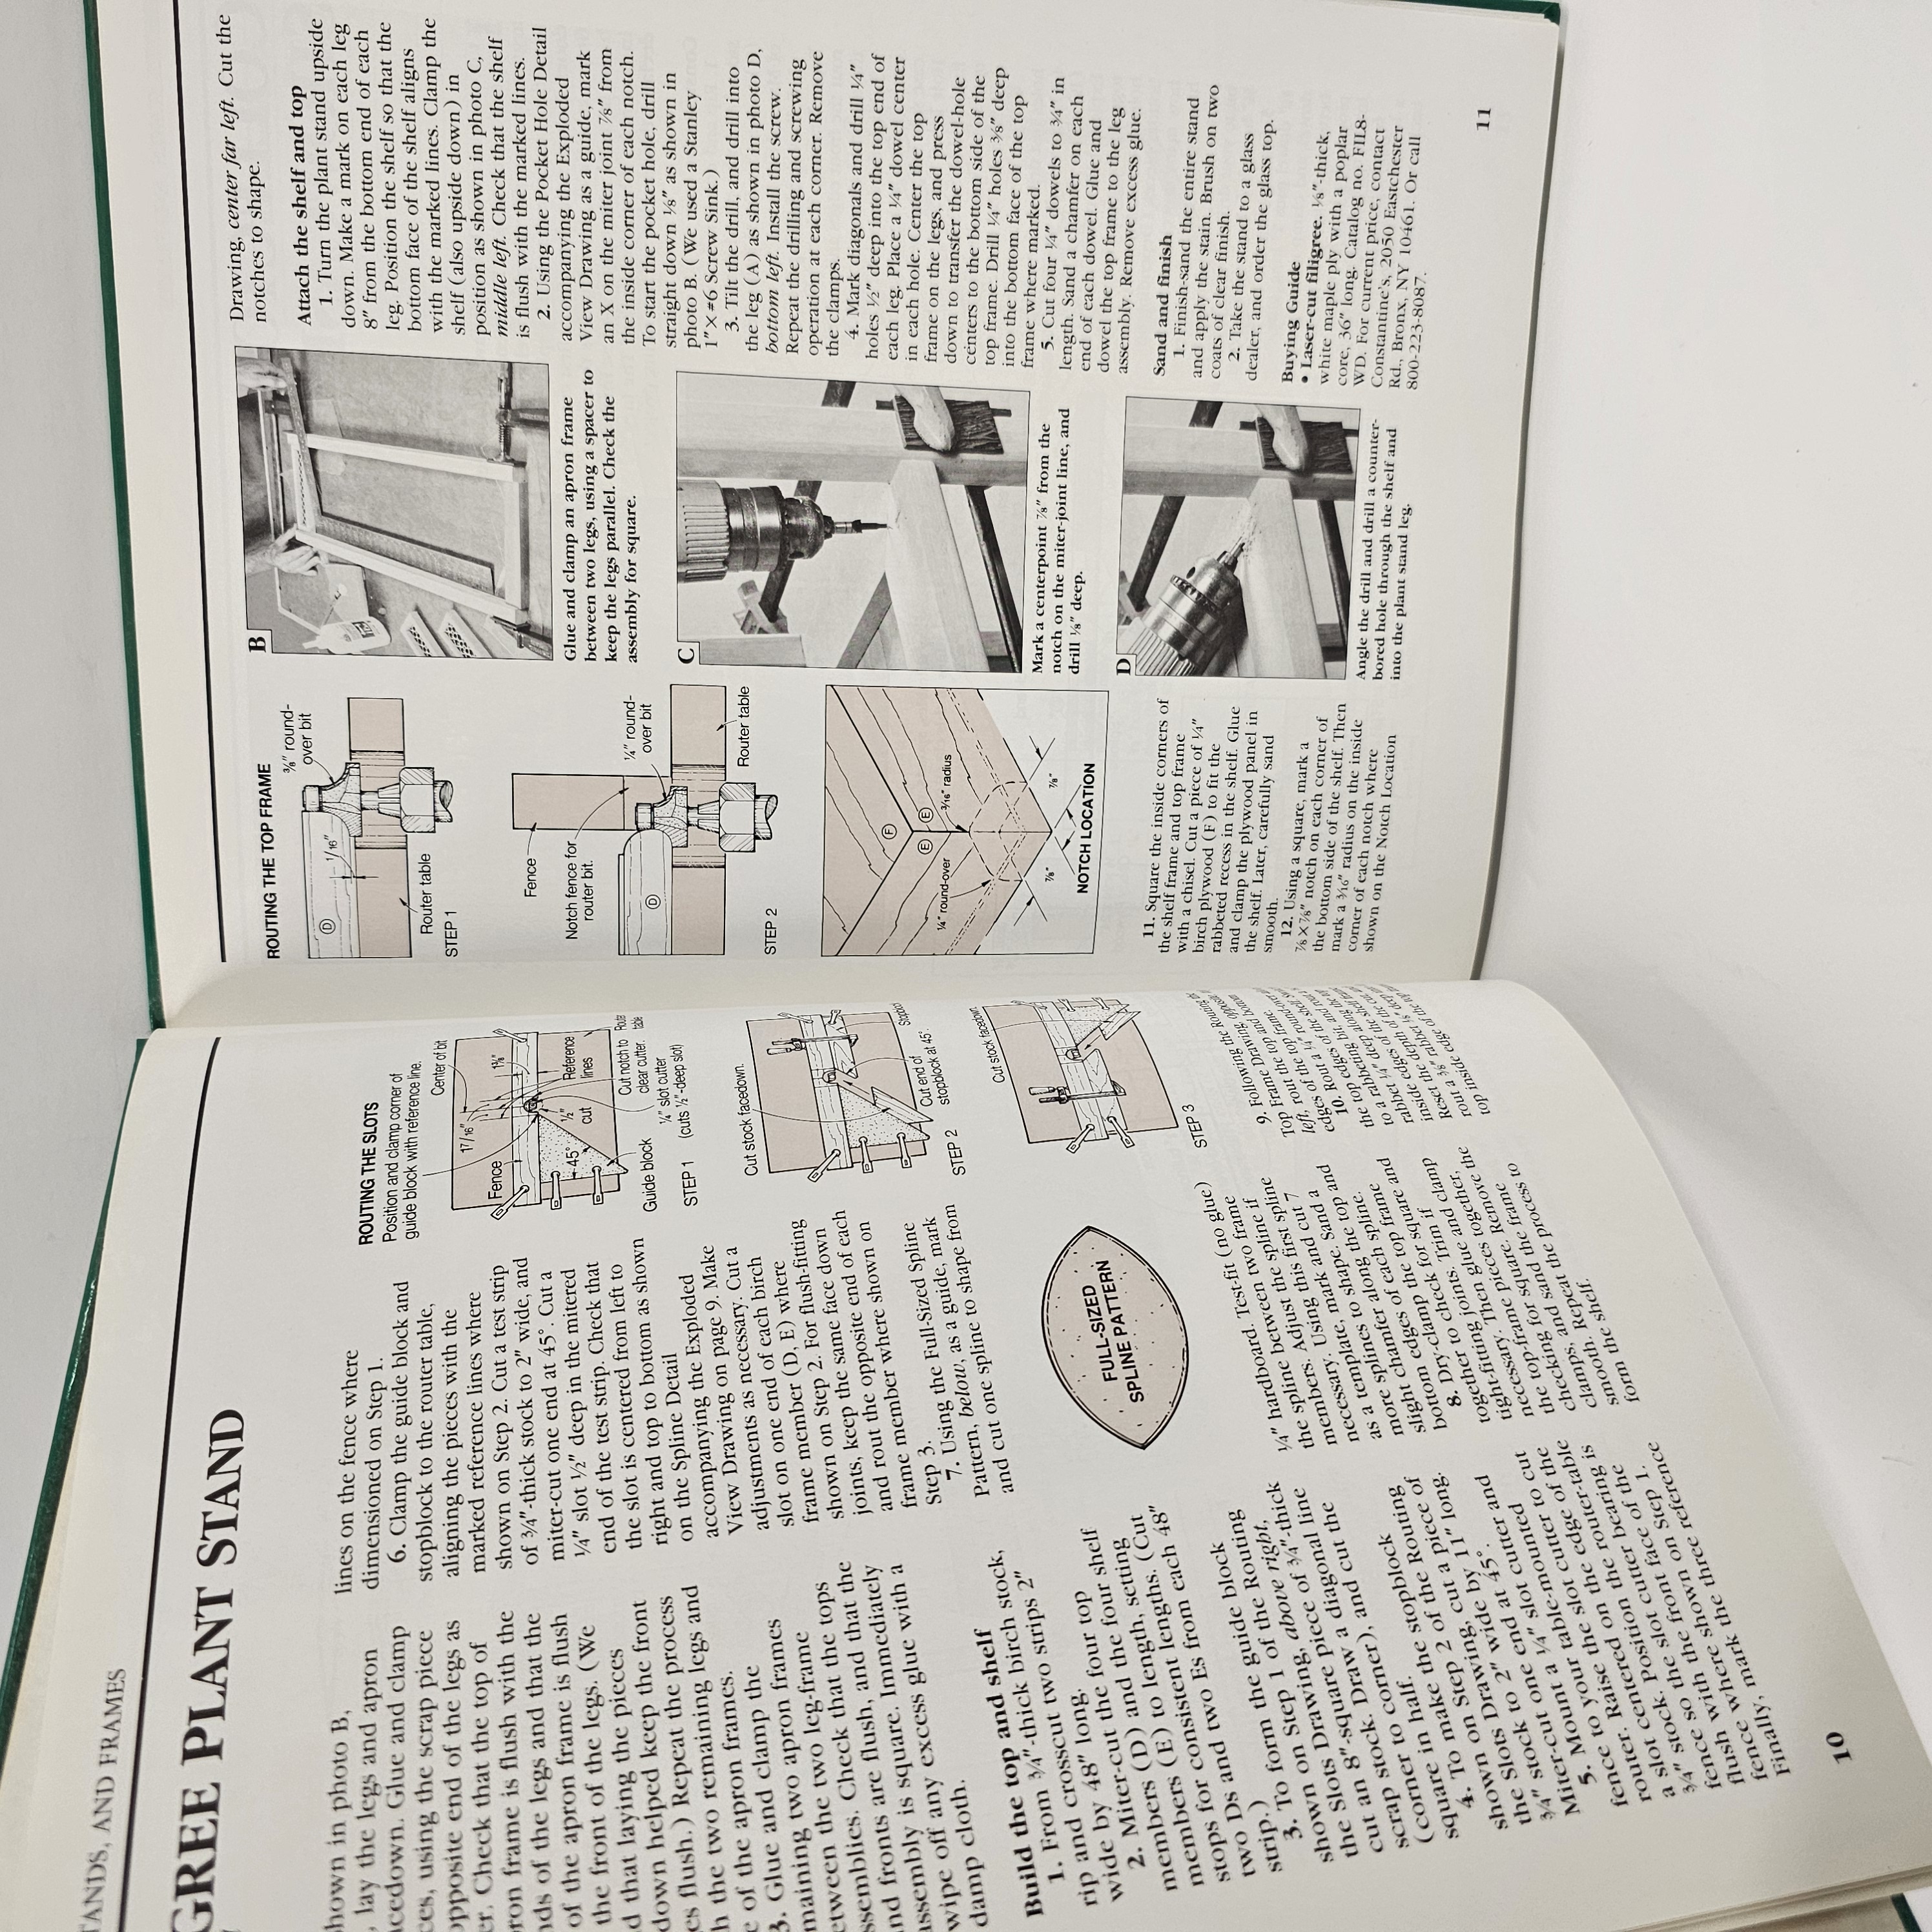 TANDS, AND FRAMES
GREE PLANT STAND
shown in photo B,
, lay the legs and apron
acedown. Glue and clamp
ces, using the scrap piece
opposite end of the legs as
er. Check that the top of
pron frame is flush with the
nds of the legs and that the
of the apron frame is flush
the front of the legs. (We
d that laying the pieces
down helped keep the front
es flush.) Repeat the process
h the two remaining legs and
e of the apron frames.
3. Glue and clamp the
maining two apron frames
etween the two leg-frame
ssemblies. Check that the tops
nd fronts are flush, and that the
assembly is square. Immediately
wipe off any excess glue with a
damp cloth.
Build the top and shelf
1. From ¾"-thick birch stock,
rip and crosscut two strips 2"
wide by 48" long.
2. Miter-cut the four top
members (D) and the four shelf
members (E) to length, setting
stops for consistent lengths. (Cut
two Ds and two Es from each 48"
strip.)
3. To form the guide block
shown on Step 1 of the Routing
the Slots Drawing, above right,
cut an 8"-square piece of ¾"-thick
scrap stock. Draw a diagonal line
(corner to corner), and cut the
square in half.
4. To make the stopblock
shown on Step 2 of the Routing
the Slots Drawing, cut a piece of
¾" stock to 2" wide by 11" long.
Miter-cut one end at 45°.
5. Mount a ¼" slot cutter and
fence to your table-mounted
router. Raise the slot cutter to cut
a slot centered on the edge of the
¾" stock. Position the router-table
fence so the slot cutter bearing is
flush with the front face of the
fence where shown on Step 1.
Finally, mark the three reference
10
lines on the fence where
dimensioned on Step 1.
6. Clamp the guide block and
stopblock to the router table,
aligning the pieces with the
marked reference lines where
shown on Step 2. Cut a test strip
of ¾"-thick stock to 2" wide, and
miter-cut one end at 45°. Cut a
¼" slot ½" deep in the mitered
end of the test strip. Check that
the slot is centered from left to
right and top to bottom as shown
on the Spline Detail
accompanying the Exploded
View Drawing on page 9. Make
adjustments as necessary. Cut a
slot on one end of each birch
frame member (D, E) where
shown on Step 2. For flush-fitting
joints, keep the same face down
and rout the opposite end of each
frame member where shown on
Step 3.
7. Using the Full-Sized Spline
Pattern, below, as a guide, mark
and cut one spline to shape from
FULL-SIZED
SPLINE PATTERN
¼" hardboard. Test-fit (no glue)
the spline between two frame
members. Adjust the spline if
necessary. Using this first spline
as a template, mark and cut 7
more splines to shape. Sand a
slight chamfer along the top and
bottom edges of each spline.
8. Dry-clamp the top frame
together to check for square and
tight-fitting joints. Trim if
necessary. Then glue and clamp
the top-frame pieces together,
checking for square. Remove the
clamps, and sand the frame
smooth. Repeat the process to
form the shelf.
ROUTING THE SLOTS
Position and clamp corner of
guide block with reference line.
Center of bit
1 7/16"
1⅜"
Fence
45°
½"
cut
Reference
lines
Guide block
Cut notch to
clear cutter.
Router
table
¼" slot cutter
(cuts ½"-deep slot)
STEP 1
Cut stock facedown.
Cut end of
stopblock at 45°.
STEP 2
Cut stock facedown.
STEP 3
9. Following the Routing the
Top Frame Drawing, opposite
left, rout the top and bottom
edges of the top frame.
10. Rout a ¼" round-over
the top edges of the shelf.
to a rabbeting bit, and rout a
rabbet ¼" deep along the top
inside edges of the shelf frame.
Reset the depth of the cut, and
rout a ⅜" rabbet ⅛" deep
top inside edge of the top
ROUTING THE TOP FRAME
⅜" round-
over bit
D
1/16"
Router table
STEP 1
Fence
Notch fence for
router bit.
¼" round-
over bit
D
Router table
STEP 2
F
E E
¼" round-over
3/16" radius
⅞" ⅞"
NOTCH LOCATION
11. Square the inside corners of
the shelf frame and top frame
with a chisel. Cut a piece of ¼"
birch plywood (F) to fit the
rabbeted recess in the shelf. Glue
and clamp the plywood panel in
the shelf. Later, carefully sand
smooth.
12. Using a square, mark a
⅞×⅞" notch on each corner of
the bottom side of the shelf. Then
mark a 3/16" radius on the inside
corner of each notch where
shown on the Notch Location
B
Glue and clamp an apron frame
between two legs, using a spacer to
keep the legs parallel. Check the
assembly for square.
C
Mark a centerpoint ⅞" from the
notch on the miter-joint line, and
drill ⅛" deep.
D
Angle the drill and drill a counter-
bored hole through the shelf and
into the plant stand leg.
Drawing, center far left. Cut the
notches to shape.
Attach the shelf and top
1. Turn the plant stand upside
down. Make a mark on each leg
8" from the bottom end of each
leg. Position the shelf so that the
bottom face of the shelf aligns
with the marked lines. Clamp the
shelf (also upside down) in
position as shown in photo C,
middle left. Check that the shelf
is flush with the marked lines.
2. Using the Pocket Hole Detail
accompanying the Exploded
View Drawing as a guide, mark
an X on the miter joint ⅞" from
the inside corner of each notch.
To start the pocket hole, drill
straight down ⅛" as shown in
photo B. (We used a Stanley
1"×#6 Screw Sink.)
3. Tilt the drill, and drill into
the leg (A) as shown in photo D,
bottom left. Install the screw.
Repeat the drilling and screwing
operation at each corner. Remove
the clamps.
4. Mark diagonals and drill ¼"
holes ½" deep into the top end of
each leg. Place a ¼" dowel center
in each hole. Center the top
frame on the legs, and press
down to transfer the dowel-hole
centers to the bottom side of the
top frame. Drill ¼" holes ⅜" deep
into the bottom face of the top
frame where marked.
5. Cut four ¼" dowels to ¾" in
length. Sand a chamfer on each
end of each dowel. Glue and
dowel the top frame to the leg
assembly. Remove excess glue.
Sand and finish
1. Finish-sand the entire stand
and apply the stain. Brush on two
coats of clear finish.
2. Take the stand to a glass
dealer, and order the glass top.
Buying Guide
• Laser-cut filigree. ⅛"-thick,
white maple ply with a poplar
core, 36" long. Catalog no. FIL8-
WD. For current price, contact
Constantine's, 2050 Eastchester
Rd., Bronx, NY 10461. Or call
800-223-8087.
11